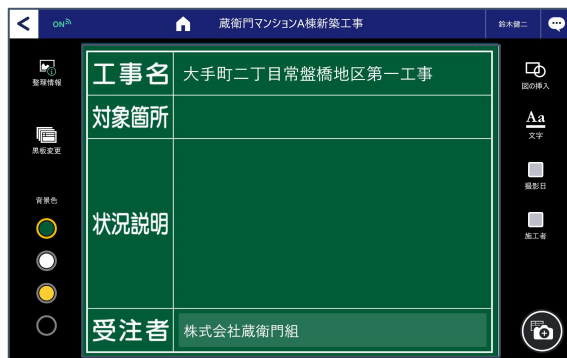 ON
蔵衛門マンションA棟新築工事
鈴木健二
整理情報
黒板変更
背景色
工事名
大手町二丁目常盤橋地区第一工事
対象箇所
状況説明
受注者
株式会社蔵衛門組
図の挿入
Aa
文字
撮影日
施工者